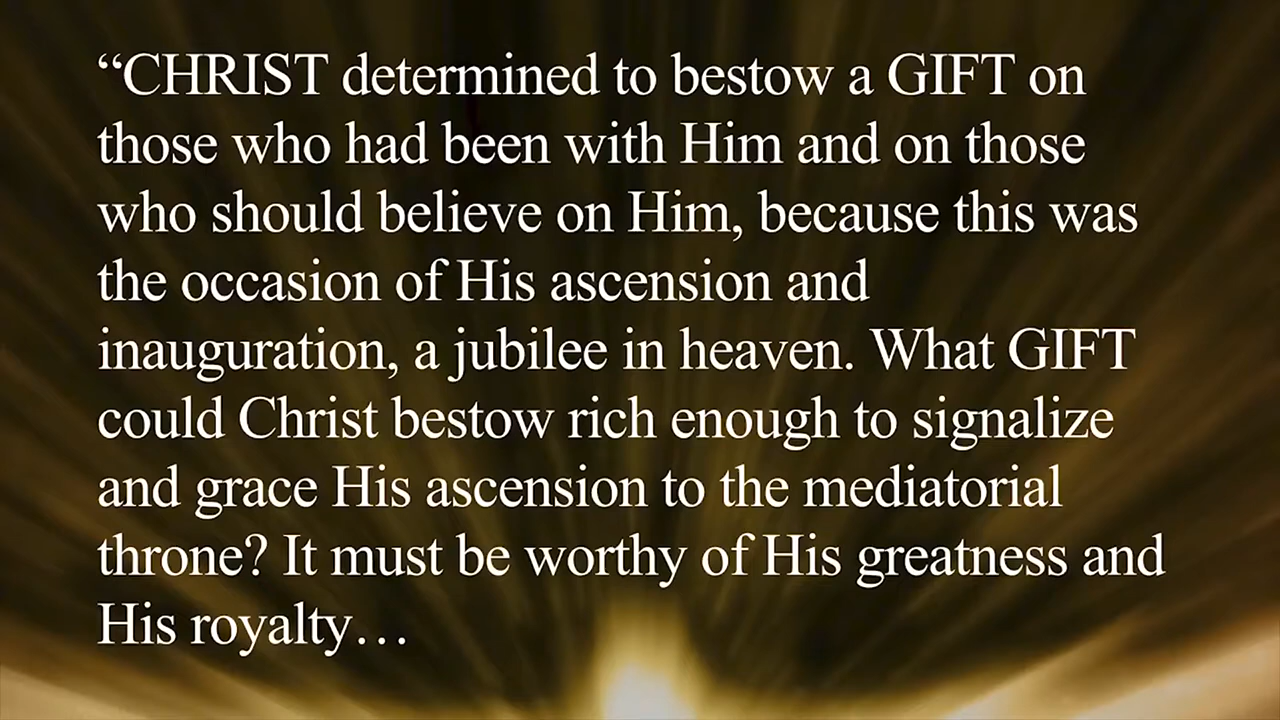 “CHRIST determined to bestow a GIFT on
those who had been with Him and on those
who should believe on Him, because this was
the occasion of His ascension and
inauguration, a jubilee in heaven. What GIFT
could Christ bestow rich enough to signalize
and grace His ascension to the mediatorial
throne? It must be worthy of His greatness and
His royalty…